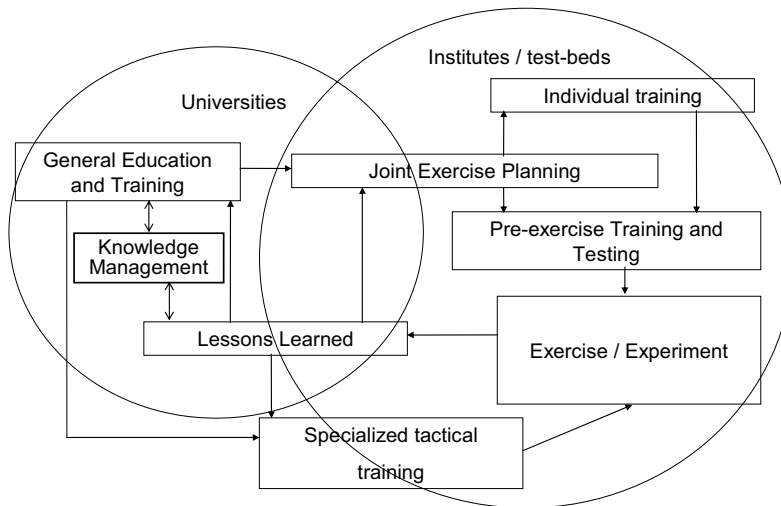 Institutes / test-beds
Universities
Individual training
General Education
and Training
Joint Exercise Planning
Pre-exercise Training and
Testing
Knowledge
Management
Lessons Learned
Exercise / Experiment
Specialized tactical
training